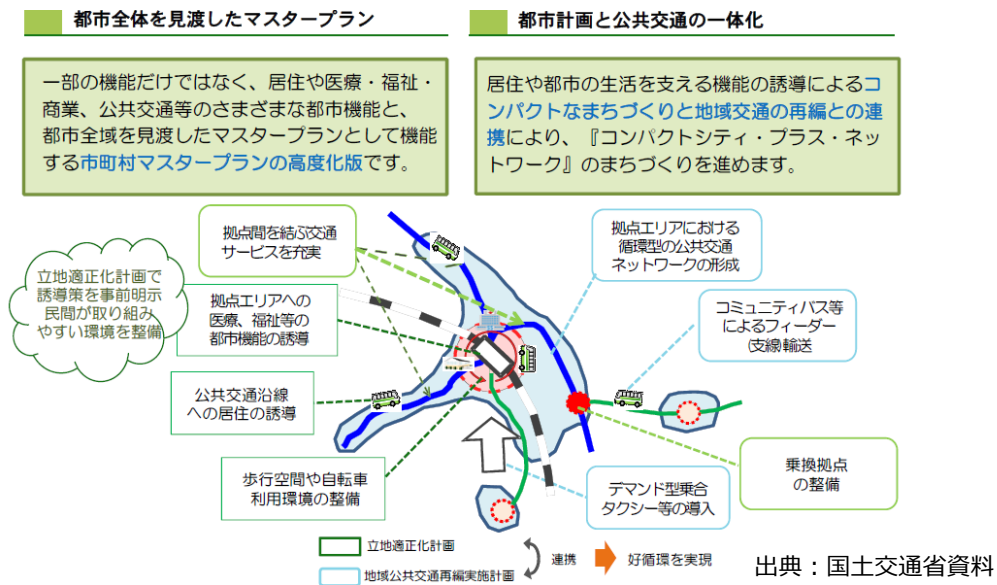 都市全体を見渡したマスタープラン
都市計画と公共交通の一体化
一部の機能だけではなく、居住や医療・福祉・
商業、公共交通等のさまざまな都市機能と、
都市全域を見渡したマスタープランとして機能
する市町村マスタープランの高度化版です。
居住や都市の生活を支える機能の誘導によるコ
ンパクトなまちづくりと地域交通の再編との連
携により、『コンパクトシティ・プラス・ネッ
トワーク』のまちづくりを進めます。
拠点間を結ぶ交通
サービスを充実
拠点エリアにおける
循環型の公共交通
ネットワークの形成
立地適正化計画で
誘導策を事前明示
民間が取り組み
やすい環境を整備
拠点エリアへの
医療、福祉等の
都市機能の誘導
コミュニティバス等
によるフィーダー
(支線)輸送
公共交通沿線
への居住の誘導
歩行空間や自転車
利用環境の整備
デマンド型乗合
タクシー等の導入
乗換拠点
の整備
立地適正化計画
地域公共交通再編実施計画
連携
好循環を実現
出典：国土交通省資料